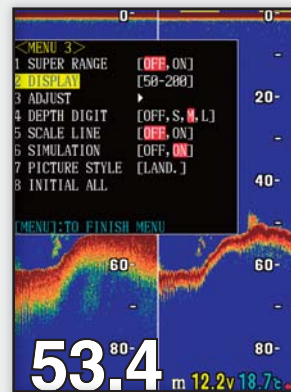 0- 0-
<MENU 3>
1 SUPER RANGE [OFF,ON]
2 DISPLAY [50-200]
3 ADJUST ▶
4 DEPTH DIGIT [OFF,S,M,L]
5 SCALE LINE [OFF,ON]
6 SIMULATION [OFF,ON]
7 PICTURE STYLE [LAND.]
8 INITIAL ALL
[MENU]:TO FINISH MENU
20-
40-
60- 60-
80- 80-
53.4 m 12.2v 18.7c